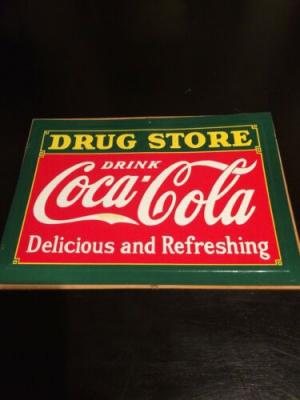 DRUG STORE
DRINK
Coca-Cola
Delicious and Refreshing